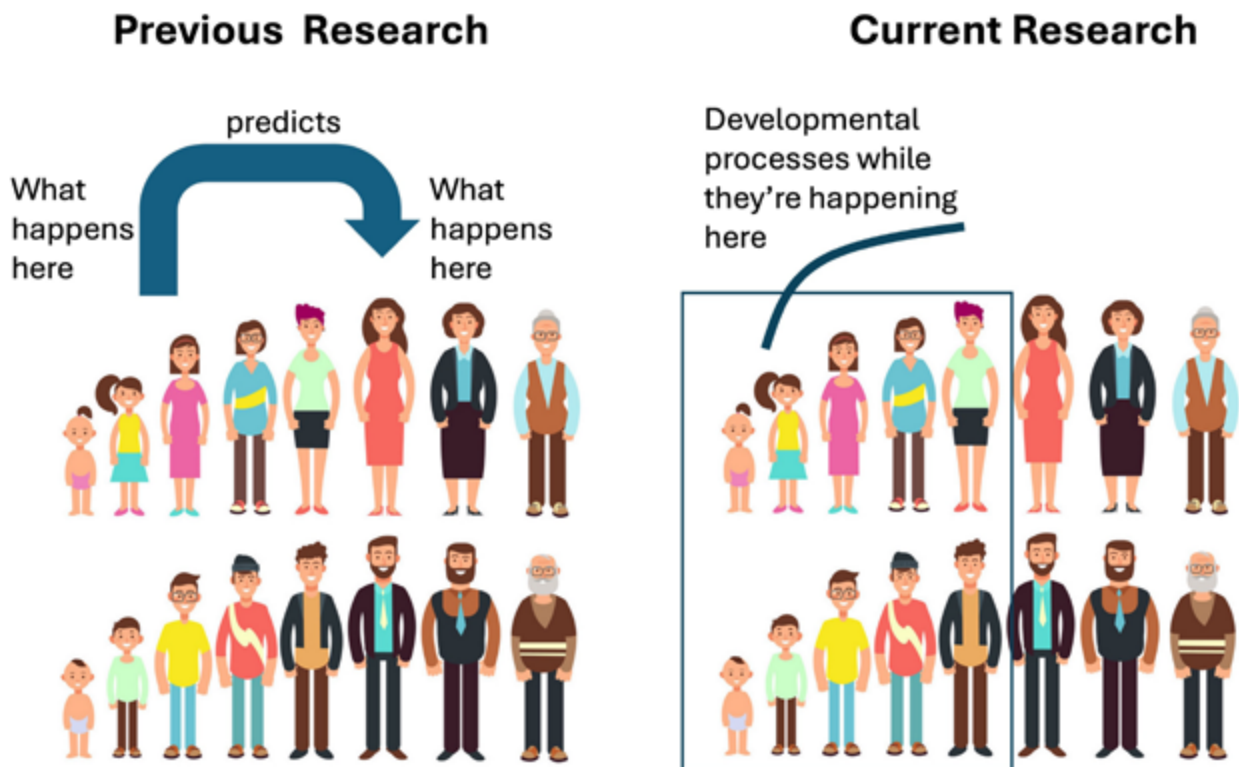 Previous Research
predicts
What
happens
here
What
happens
here
Current Research
Developmental
processes while
they're happening
here